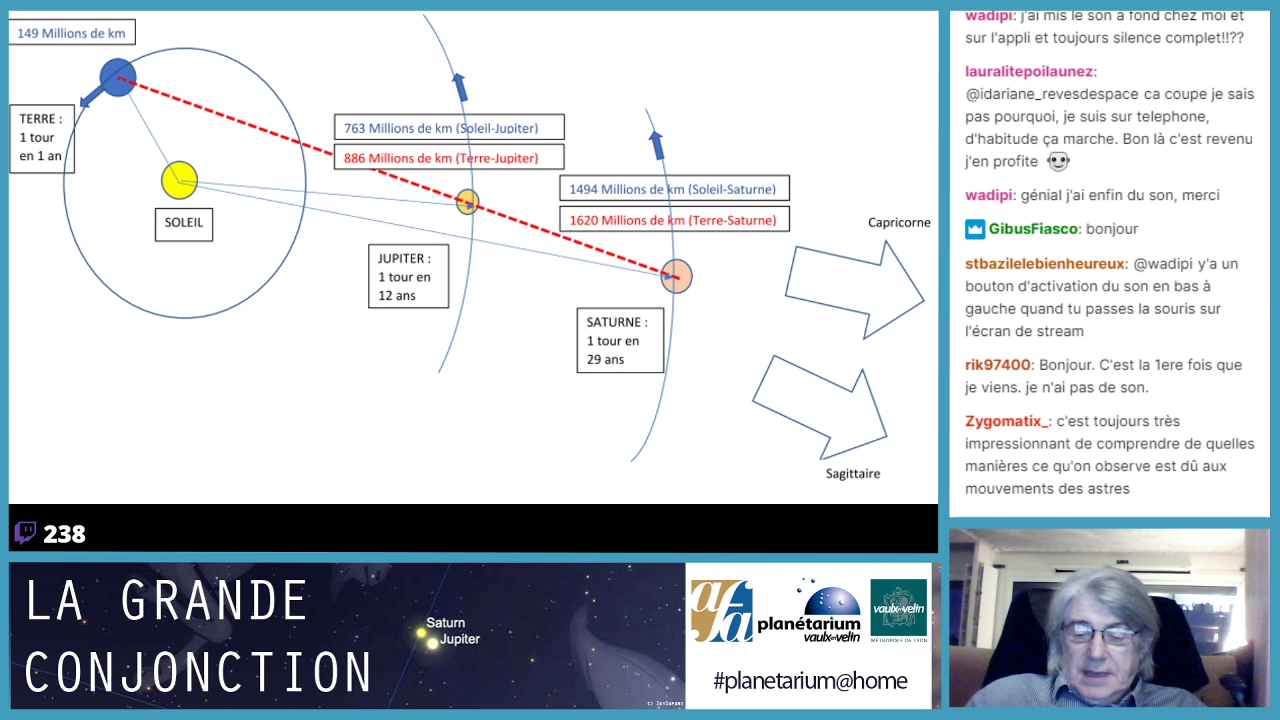 149 Millions de km
TERRE :
1 tour
en 1 an
SOLEIL
763 Millions de km (Soleil-Jupiter)
886 Millions de km (Terre-Jupiter)
JUPITER :
1 tour en
12 ans
1494 Millions de km (Soleil-Saturne)
1620 Millions de km (Terre-Saturne)
SATURNE :
1 tour en
29 ans
Capricorne
Sagittaire
238
LA GRANDE
CONJONCTION
Saturn
Jupiter
afa
planétarium
vaulx en velin
vaulx en velin
MÉTROPOLE DE LYON
#planetarium@home
wadipi: j'ai mis le son à fond chez moi et
sur l'appli et toujours silence complet!!??
lauralitepoilaunez:
@idariane_revesdespace ca coupe je sais
pas pourquoi, je suis sur telephone,
d'habitude ça marche. Bon là c'est revenu
j'en profite
wadipi: génial j'ai enfin du son, merci
GibusFiasco: bonjour
stbazilelebienheureux: @wadipi y'a un
bouton d'activation du son en bas à
gauche quand tu passes la souris sur
l'écran de stream
rik97400: Bonjour. C'est la 1ere fois que
je viens. je n'ai pas de son.
Zygomatix_: c'est toujours très
impressionnant de comprendre de quelles
manières ce qu'on observe est dû aux
mouvements des astres